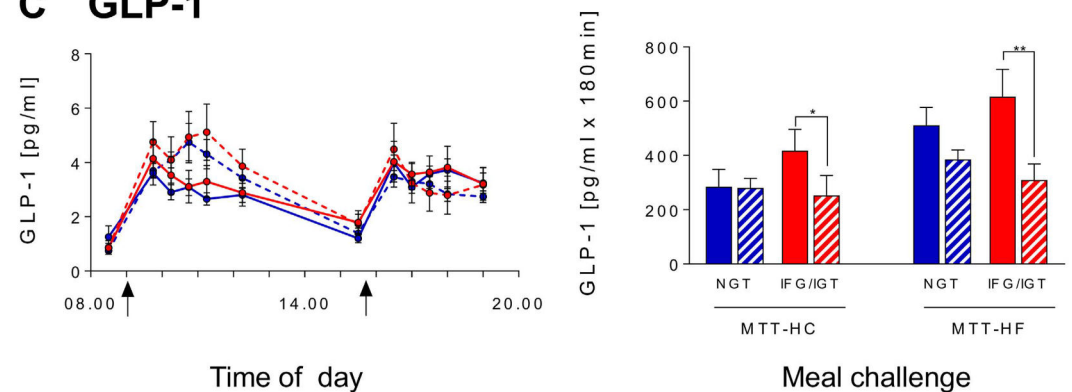 C GLP-1
GLP-1 [pg/ml]
8
6
4
2
0
08.00 14.00 20.00
Time of day
GLP-1 [pg/ml x 180min]
800
600
400
200
0
*
**
NGT IFG/IGT NGT IFG/IGT
MTT-HC MTT-HF
Meal challenge